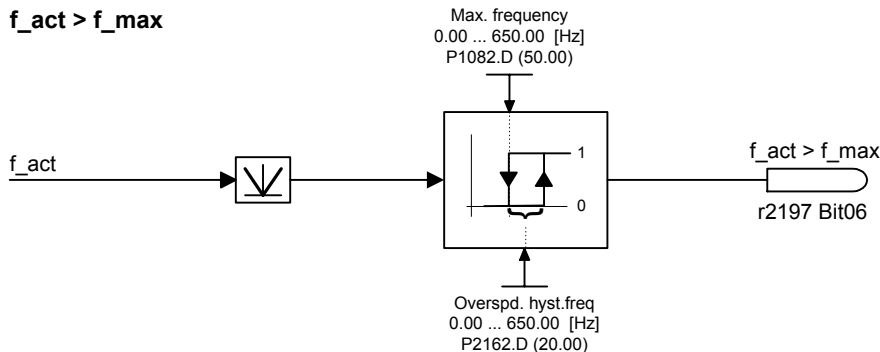 f_act > f_max
Max. frequency
0.00 ... 650.00 [Hz]
P1082.D (50.00)
f_act
1
0
f_act > f_max
r2197 Bit06
Overspd. hyst.freq
0.00 ... 650.00 [Hz]
P2162.D (20.00)